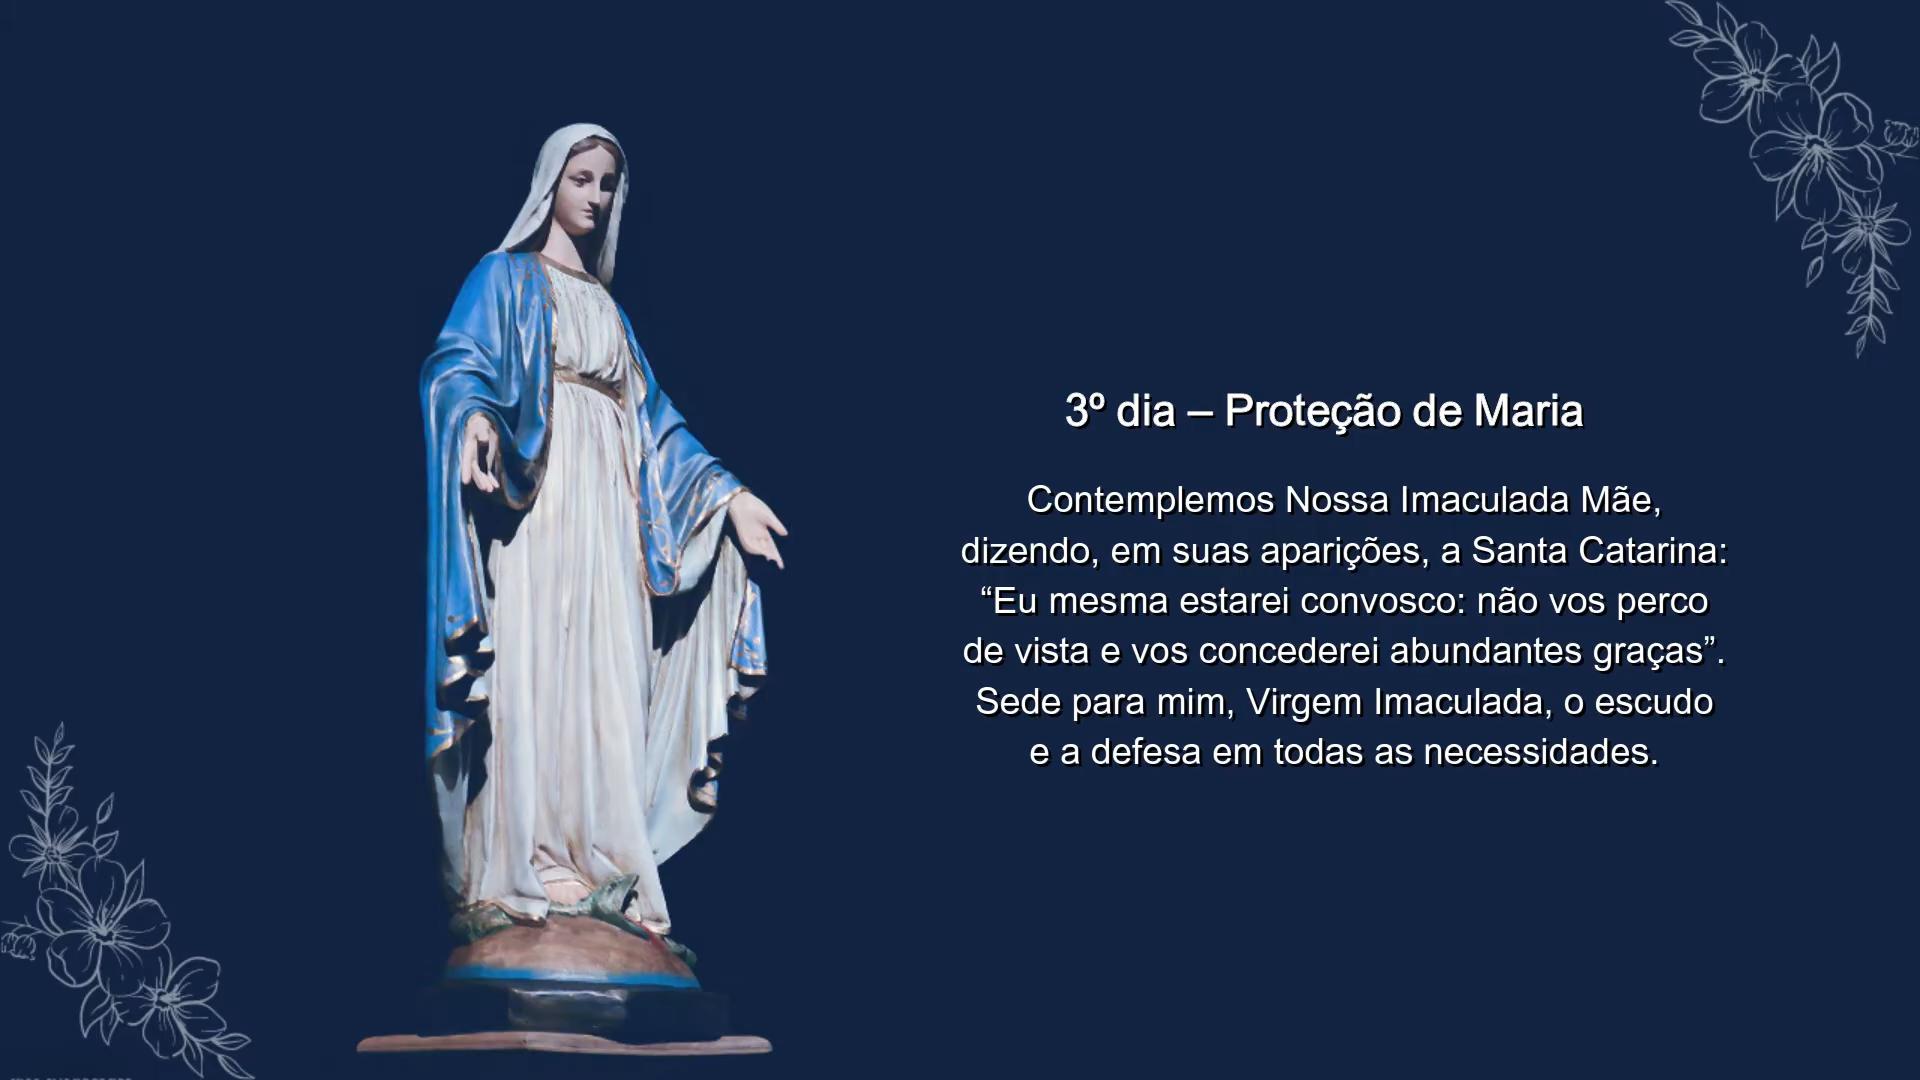 3º dia – Proteção de Maria
Contemplemos Nossa Imaculada Mãe,
dizendo, em suas aparições, a Santa Catarina:
“Eu mesma estarei convosco: não vos perco
de vista e vos concederei abundantes graças”.
Sede para mim, Virgem Imaculada, o escudo
e a defesa em todas as necessidades.